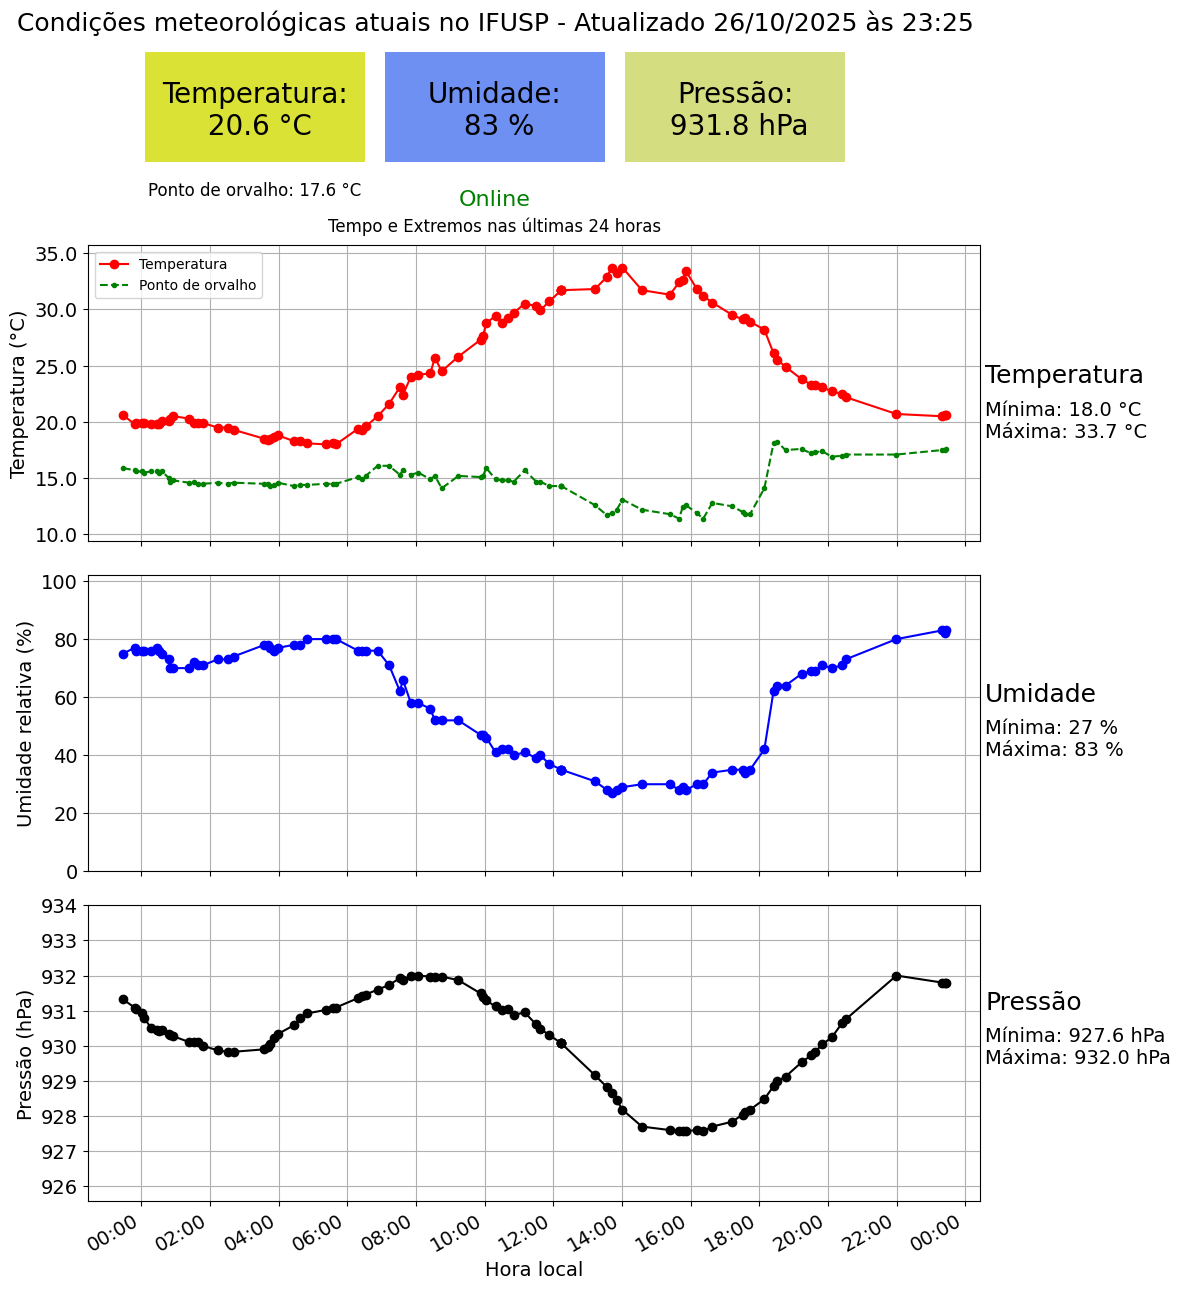 Condições meteorológicas atuais no IFUSP - Atualizado 26/10/2025 às 23:25
Temperatura:
20.6 °C
Umidade:
83 %
Pressão:
931.8 hPa
Ponto de orvalho: 17.6 °C
Online
Tempo e Extremos nas últimas 24 horas
Temperatura
Ponto de orvalho
Temperatura (°C)
35.0
30.0
25.0
20.0
15.0
10.0
Temperatura
Mínima: 18.0 °C
Máxima: 33.7 °C
Umidade relativa (%)
100
80
60
40
20
0
Umidade
Mínima: 27 %
Máxima: 83 %
Pressão (hPa)
934
933
932
931
930
929
928
927
926
Pressão
Mínima: 927.6 hPa
Máxima: 932.0 hPa
00:00
02:00
04:00
06:00
08:00
10:00
12:00
14:00
16:00
18:00
20:00
22:00
00:00
Hora local